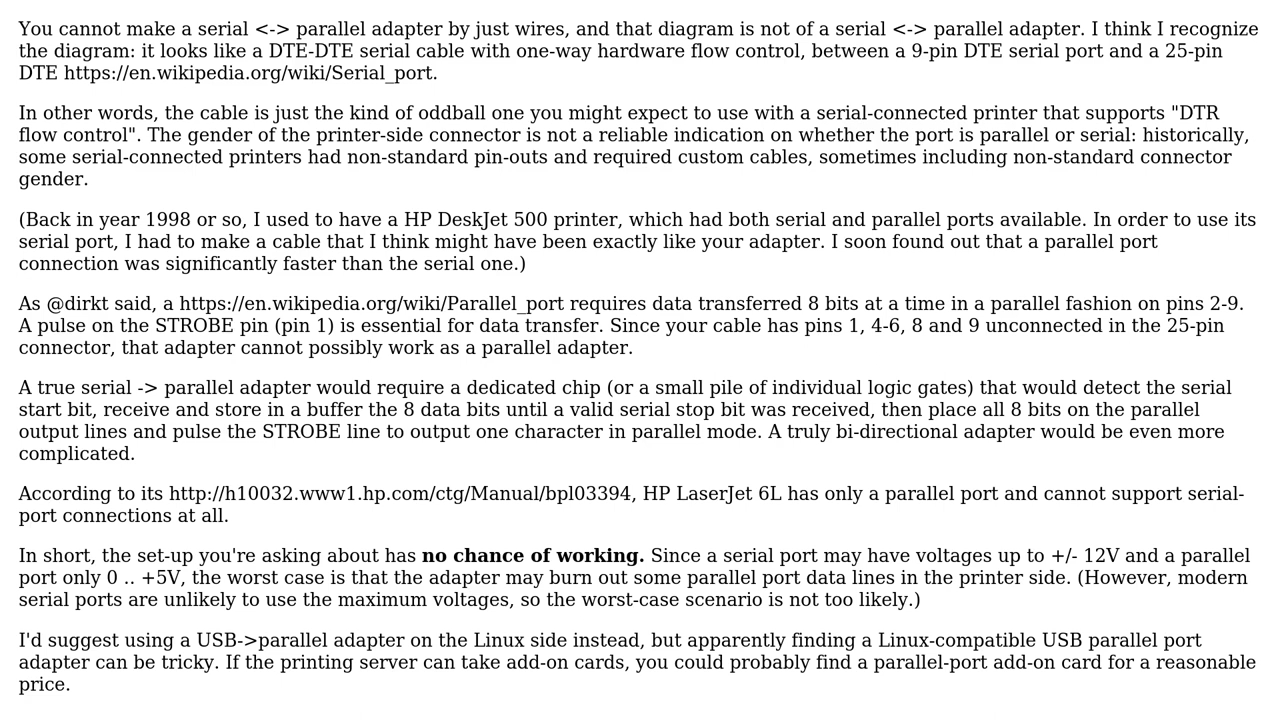 You cannot make a serial <-> parallel adapter by just wires, and that diagram is not of a serial <-> parallel adapter. I think I recognize
the diagram: it looks like a DTE-DTE serial cable with one-way hardware flow control, between a 9-pin DTE serial port and a 25-pin
DTE https://en.wikipedia.org/wiki/Serial_port.
In other words, the cable is just the kind of oddball one you might expect to use with a serial-connected printer that supports "DTR
flow control". The gender of the printer-side connector is not a reliable indication on whether the port is parallel or serial: historically,
some serial-connected printers had non-standard pin-outs and required custom cables, sometimes including non-standard connector
gender.
(Back in year 1998 or so, I used to have a HP DeskJet 500 printer, which had both serial and parallel ports available. In order to use its
serial port, I had to make a cable that I think might have been exactly like your adapter. I soon found out that a parallel port
connection was significantly faster than the serial one.)
As @dirkt said, a https://en.wikipedia.org/wiki/Parallel_port requires data transferred 8 bits at a time in a parallel fashion on pins 2-9.
A pulse on the STROBE pin (pin 1) is essential for data transfer. Since your cable has pins 1, 4-6, 8 and 9 unconnected in the 25-pin
connector, that adapter cannot possibly work as a parallel adapter.
A true serial -> parallel adapter would require a dedicated chip (or a small pile of individual logic gates) that would detect the serial
start bit, receive and store in a buffer the 8 data bits until a valid serial stop bit was received, then place all 8 bits on the parallel
output lines and pulse the STROBE line to output one character in parallel mode. A truly bi-directional adapter would be even more
complicated.
According to its http://h10032.www1.hp.com/ctg/Manual/bpl03394, HP LaserJet 6L has only a parallel port and cannot support serial-
port connections at all.
In short, the set-up you're asking about has no chance of working. Since a serial port may have voltages up to +/- 12V and a parallel
port only 0 .. +5V, the worst case is that the adapter may burn out some parallel port data lines in the printer side. (However, modern
serial ports are unlikely to use the maximum voltages, so the worst-case scenario is not too likely.)
I'd suggest using a USB->parallel adapter on the Linux side instead, but apparently finding a Linux-compatible USB parallel port
adapter can be tricky. If the printing server can take add-on cards, you could probably find a parallel-port add-on card for a reasonable
price.